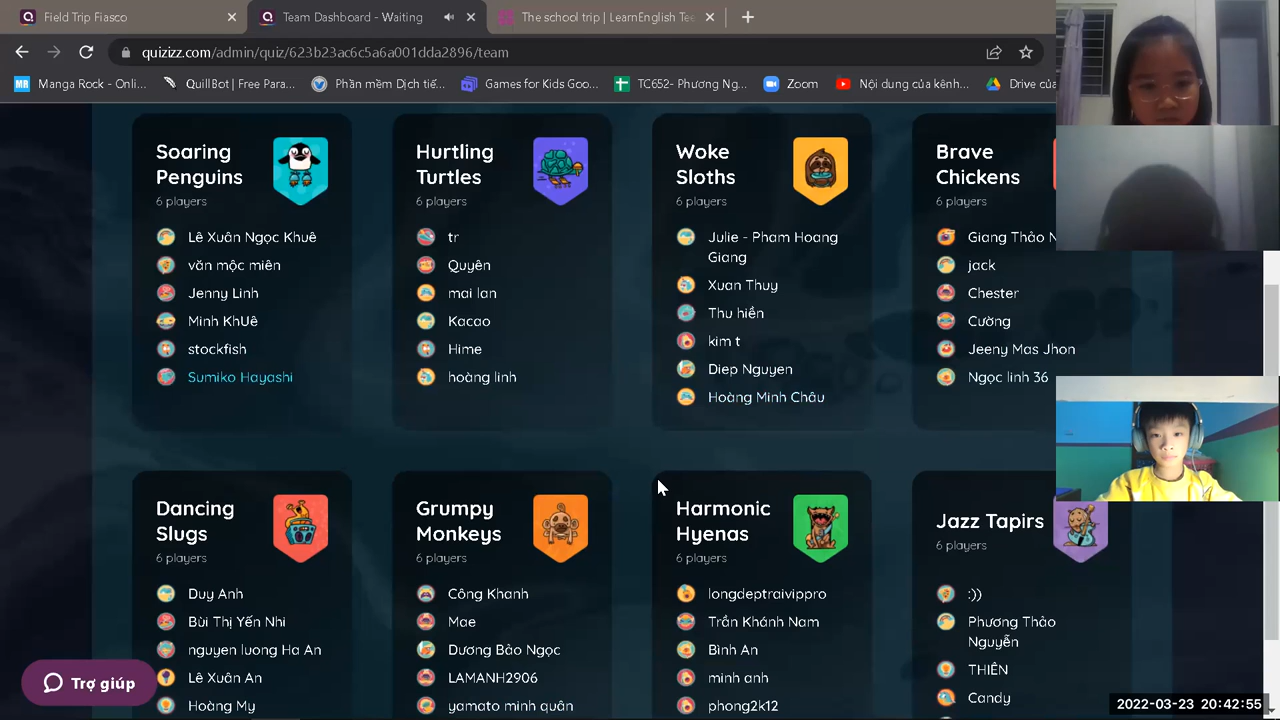 Field Trip Fiasco
Team Dashboard - Waiting
The school trip | LearnEnglish Tee
quizizz.com/admin/quiz/623b23ac
001dda2896/team
Manga Rock - Onli...
QuillBot | Free Para...
Games for Kids Goo...
TC552- Phương Ng...
Zoom
Nội dung của kênh...
Drive của
Soaring
Penguins
6 players
Lê Xuân Ngọc Khuê
văn mộc miên
Jenny Linh
Minh KhUê
stockfish
Sumiko Hayashi
Hurtling
Turtles
6 players
tr
Quyên
mai lan
Kacao
Hime
hoàng linh
Woke
Sloths
6 players
Julie - Pham Hoang
Giang
Xuan Thuy
Thu hiền
kim t
Diep Nguyen
Hoàng Minh Châu
Brave
Chickens
6 players
Giang Thảo N
jack
Chester
Cường
Jeeny Mas Jhon
Ngọc linh 36
Dancing
Slugs
6 players
Duy Anh
Bùi Thị Yến Nhi
nguyen luong Ha An
Lê Xuân An
Hoàng My
Grumpy
Monkeys
6 players
Công Khanh
Mae
Dương Bảo Ngọc
LAMANH2906
yamato minh quân
Harmonic
Hyenas
6 players
longdeptraivippro
Trần Khánh Nam
Bình An
minh anh
phong2k12
Jazz Tapirs
6 players
:))
Phương Thảo
Nguyễn
THIÊN
Candy
Trợ giúp
2022-03-23 20:42:55